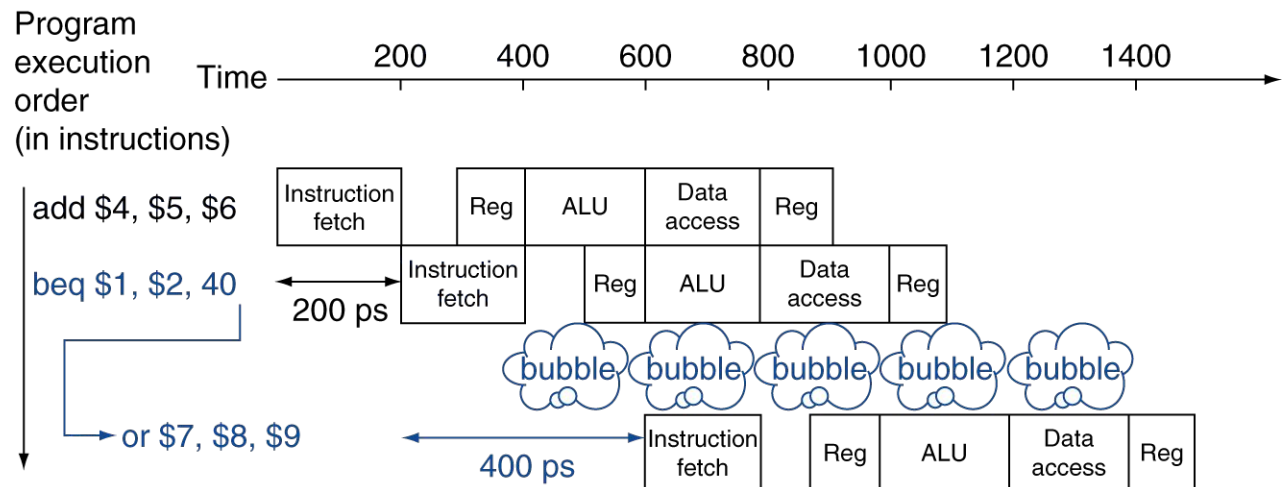 Program
execution
order
(in instructions)
Time
200 400 600 800 1000 1200 1400
add $4, $5, $6
Instruction
fetch
Reg
ALU
Data
access
Reg
beq $1, $2, 40
200 ps
Instruction
fetch
Reg
ALU
Data
access
Reg
bubble bubble bubble bubble bubble
or $7, $8, $9
400 ps
Instruction
fetch
Reg
ALU
Data
access
Reg